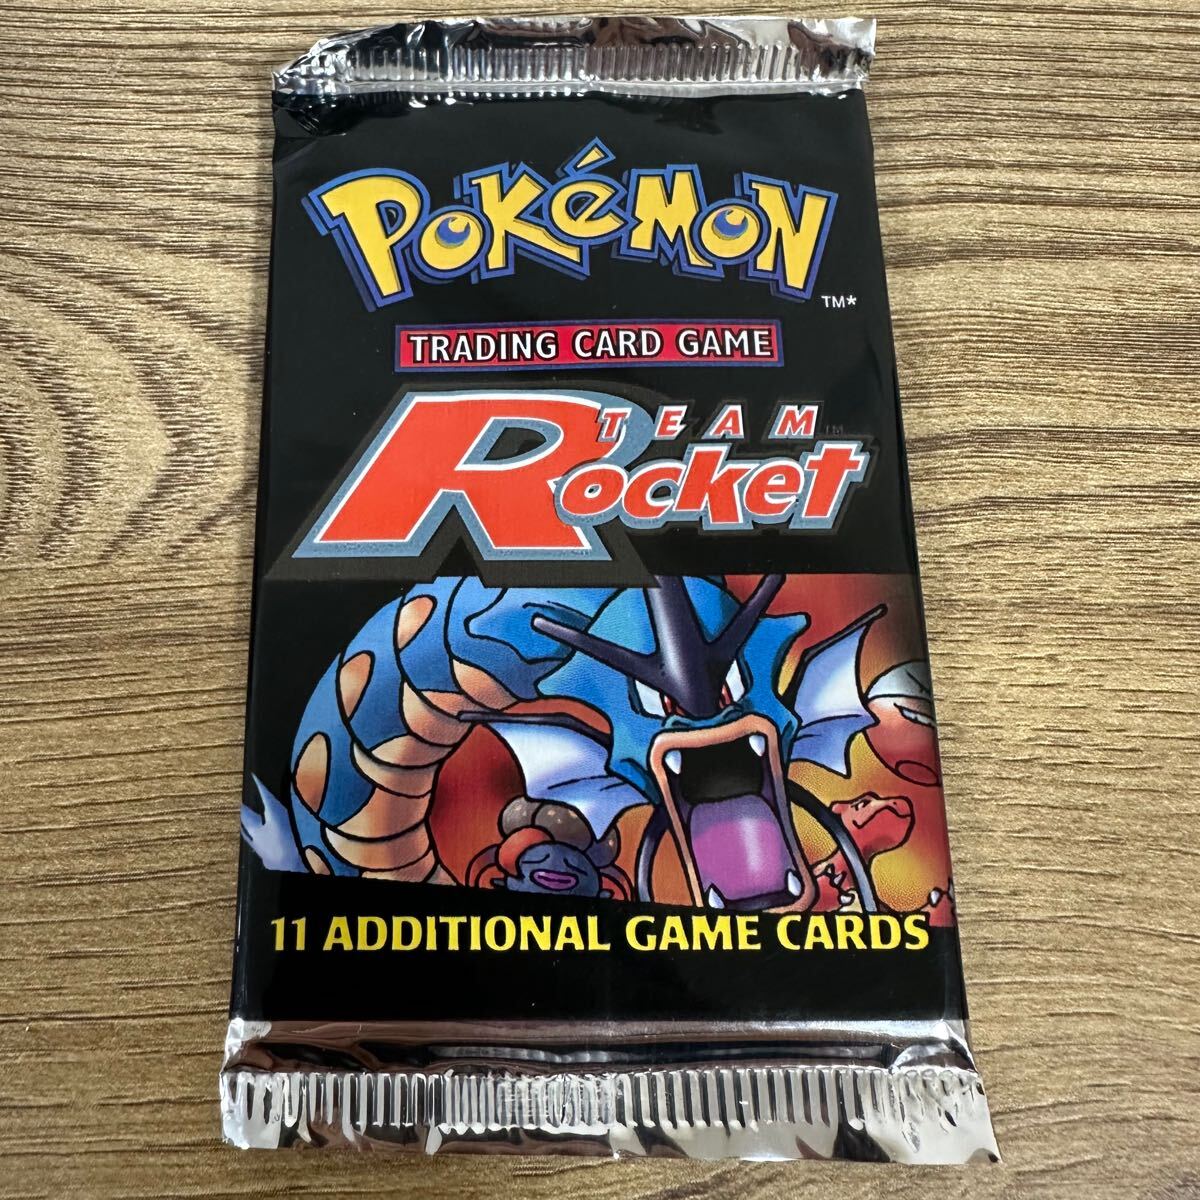 POKéMON
TM*
TRADING CARD GAME
TEAM
Rocket
11 ADDITIONAL GAME CARDS